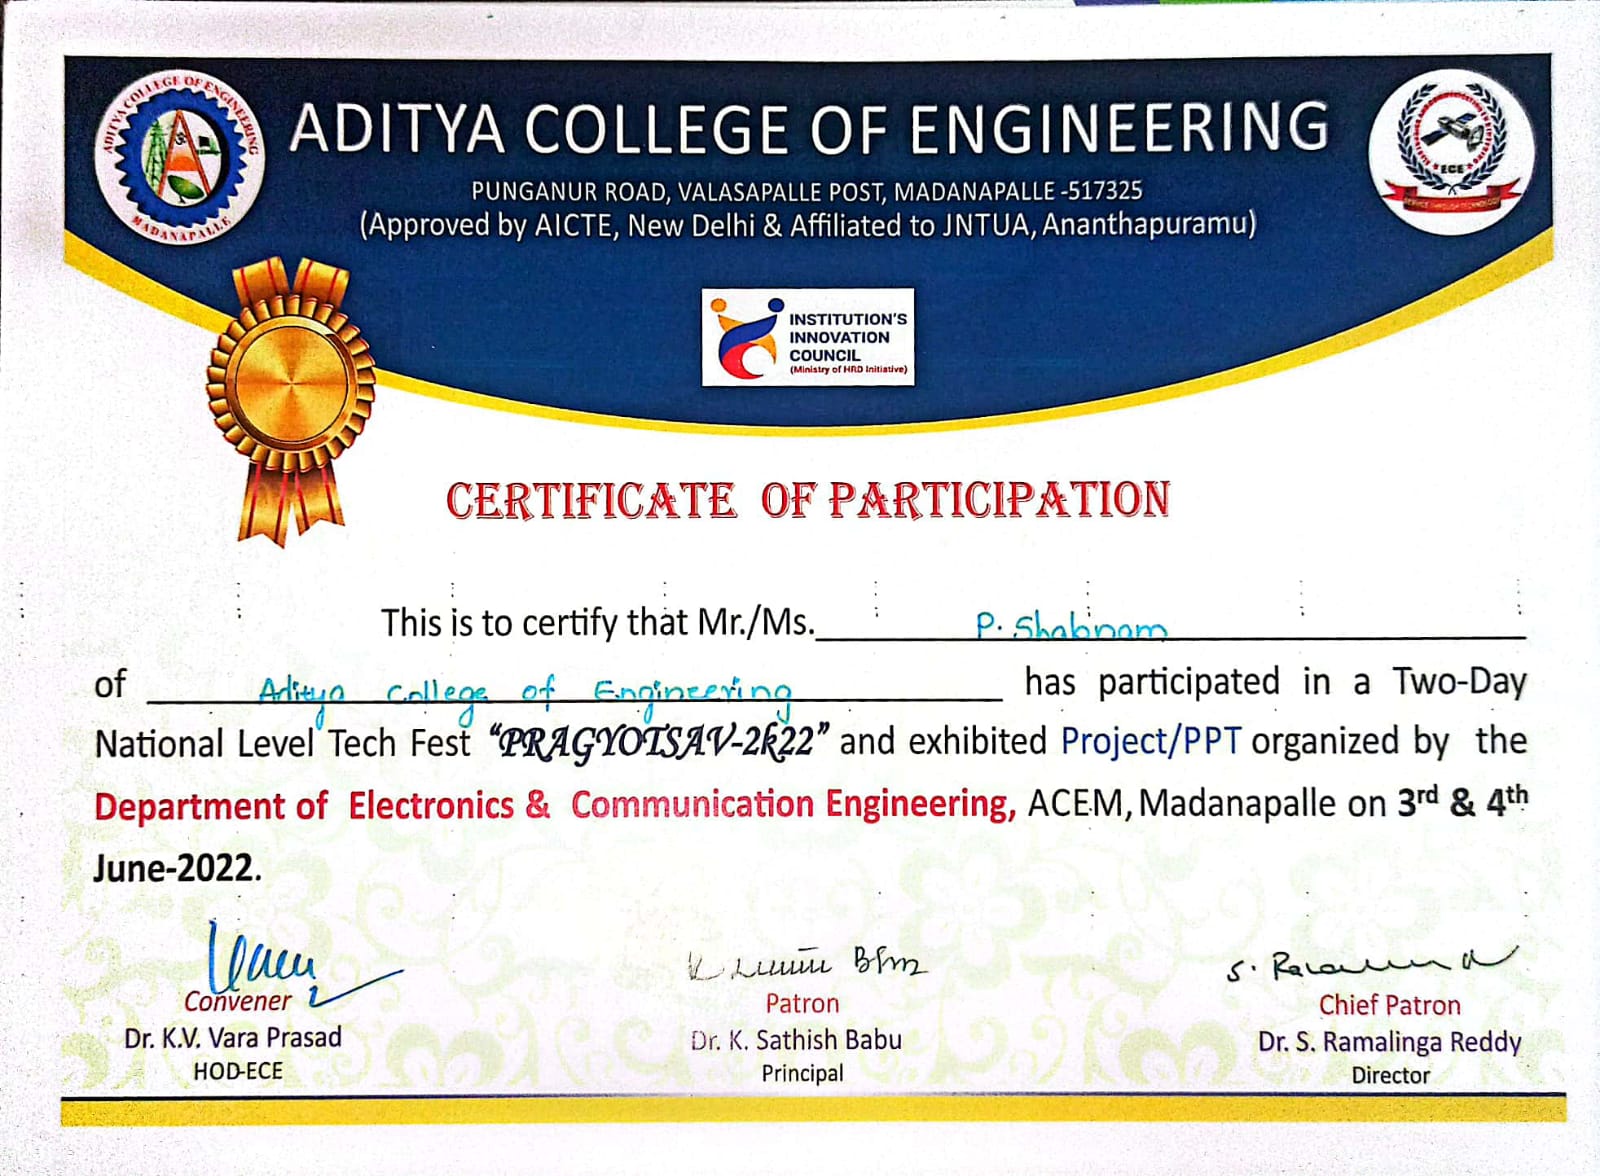 ADITYA COLLEGE OF ENGINEERING
MADANAPALLE
ADITYA COLLEGE OF ENGINEERING
PUNGANUR ROAD, VALASAPALLE POST, MADANAPALLE -517325
(Approved by AICTE, New Delhi & Affiliated to JNTUA, Ananthapuramu)
ECE
SERVICE THROUGH TECHNOLOGY
INSTITUTION'S
INNOVATION
COUNCIL
(Ministry of HRD Initiative)
CERTIFICATE OF PARTICIPATION
This is to certify that Mr./Ms. P. Shabnam
of Aditya College of Engineering has participated in a Two-Day
National Level Tech Fest “PRAGYOTSAV-2k22” and exhibited Project/PPT organized by the
Department of Electronics & Communication Engineering, ACEM, Madanapalle on 3rd & 4th
June-2022.
Convener
Dr. K.V. Vara Prasad
HOD-ECE
Patron
Dr. K. Sathish Babu
Principal
Chief Patron
Dr. S. Ramalinga Reddy
Director